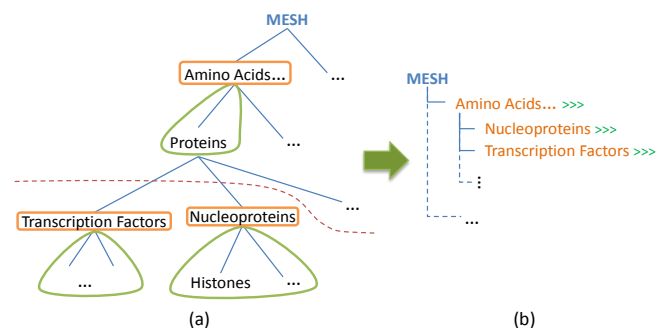 MESH
Amino Acids...
...
Proteins
...
Transcription Factors
Nucleoproteins
...
...
Histones
...
(a)
MESH
Amino Acids... >>>
Nucleoproteins >>>
Transcription Factors >>>
...
...
(b)